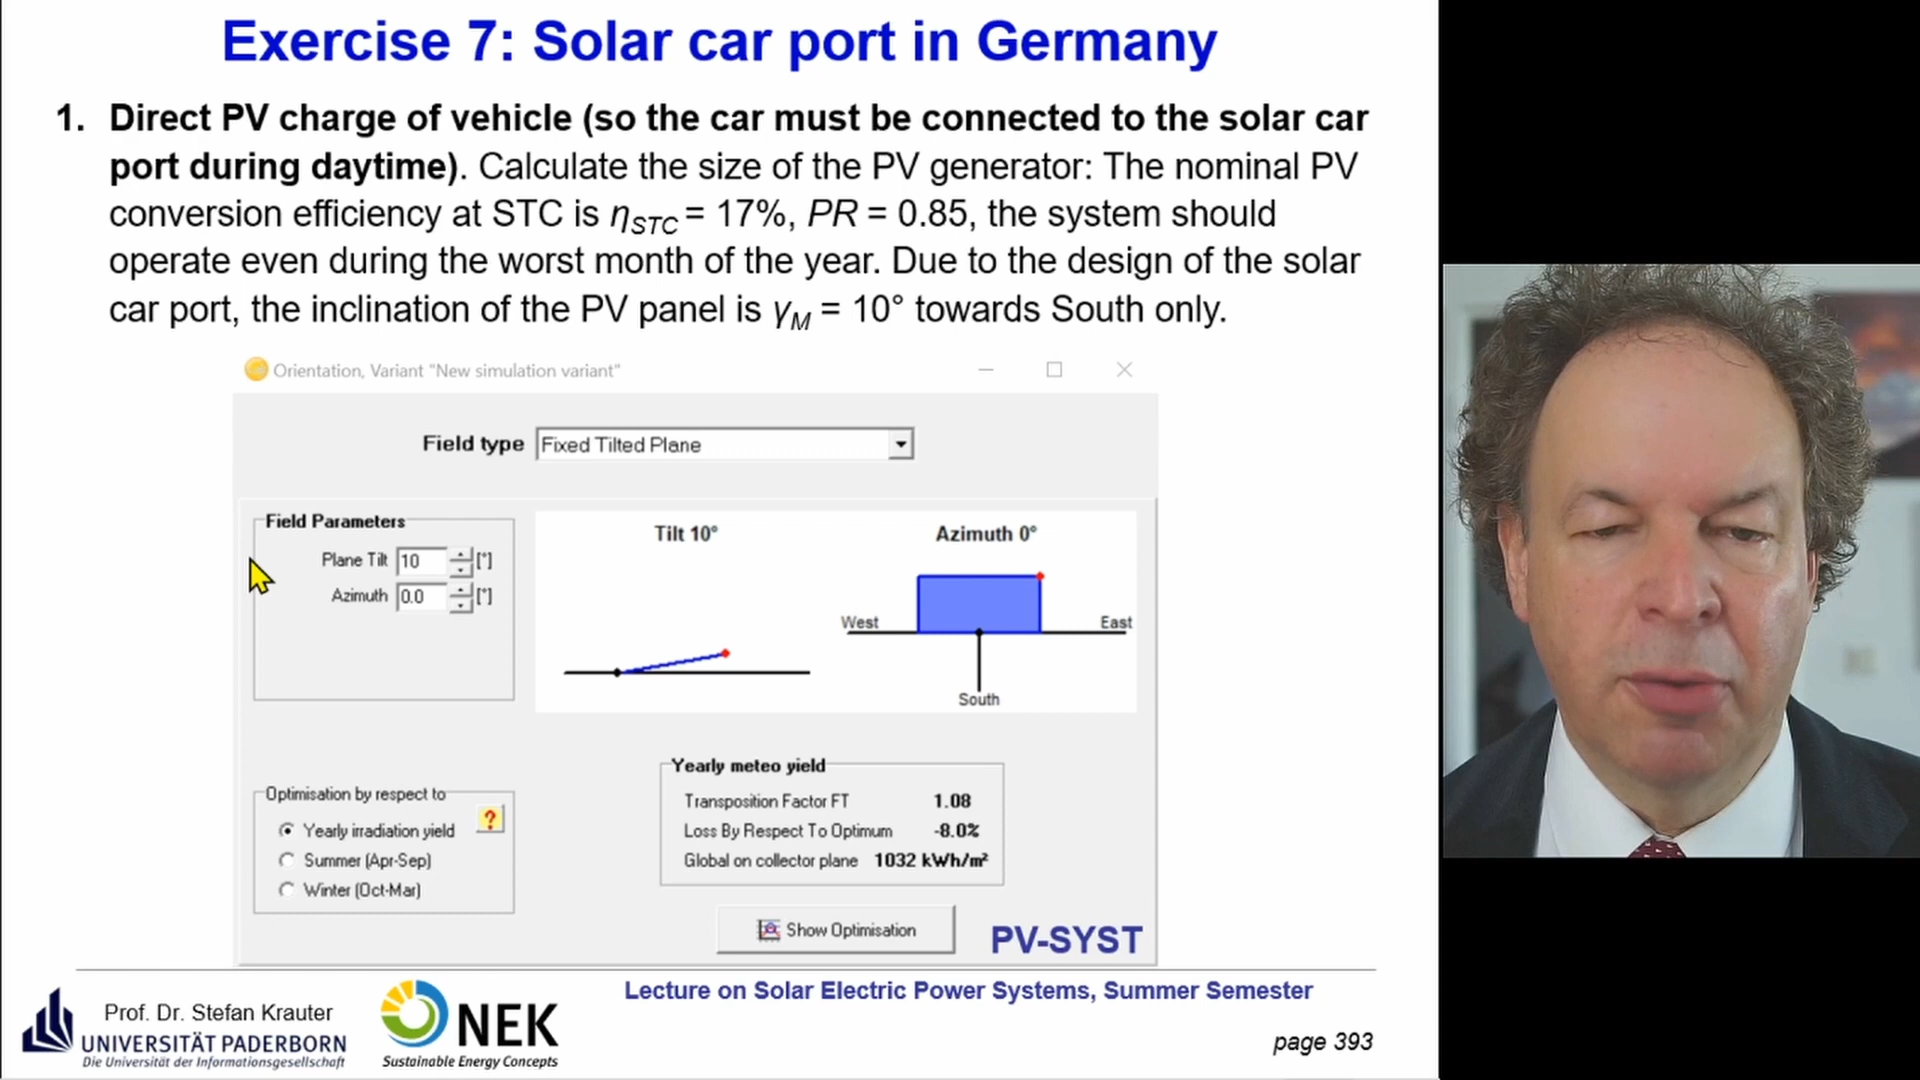 Exercise 7: Solar car port in Germany
1. Direct PV charge of vehicle (so the car must be connected to the solar car
port during daytime). Calculate the size of the PV generator: The nominal PV
conversion efficiency at STC is ηSTC = 17%, PR = 0.85, the system should
operate even during the worst month of the year. Due to the design of the solar
car port, the inclination of the PV panel is γM = 10° towards South only.
Orientation, Variant "New simulation variant"
Field type Fixed Tilted Plane
Field Parameters
Plane Tilt 10 [°]
Azimuth 0.0 [°]
Tilt 10°
Azimuth 0°
West
East
South
Optimisation by respect to
?
Yearly irradiation yield
Summer (Apr-Sep)
Winter (Oct-Mar)
Yearly meteo yield
Transposition Factor FT 1.08
Loss By Respect To Optimum -8.0%
Global on collector plane 1032 kWh/m²
Show Optimisation
PV-SYST
Prof. Dr. Stefan Krauter
UNIVERSITÄT PADERBORN
Die Universität der Informationsgesellschaft
NEK
Sustainable Energy Concepts
Lecture on Solar Electric Power Systems, Summer Semester
page 393